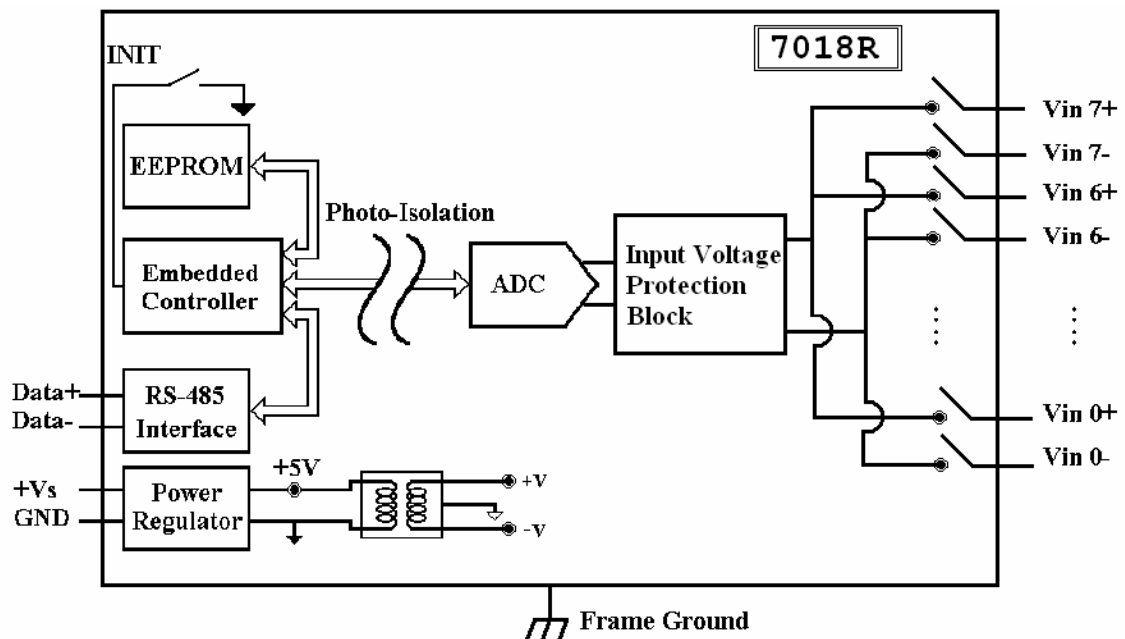 7018R
INIT
EEPROM
Photo-Isolation
Embedded
Controller
ADC
Input Voltage
Protection
Block
Vin 7+
Vin 7-
Vin 6+
Vin 6-
Data+
Data-
RS-485
Interface
Vin 0+
Vin 0-
+Vs
GND
Power
Regulator
+5V
+V
-V
Frame Ground